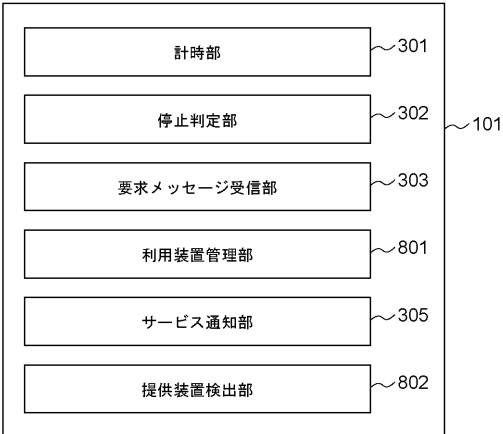 計時部 301
停止判定部 302
101
要求メッセージ受信部 303
利用装置管理部 801
サービス通知部 305
提供装置検出部 802